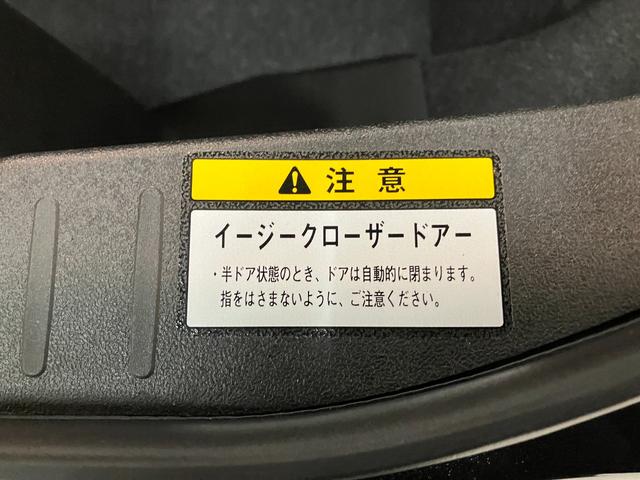 注意
イージークローザードアー
・半ドア状態のとき、ドアは自動的に閉まります。
指をはさまないように、ご注意ください。